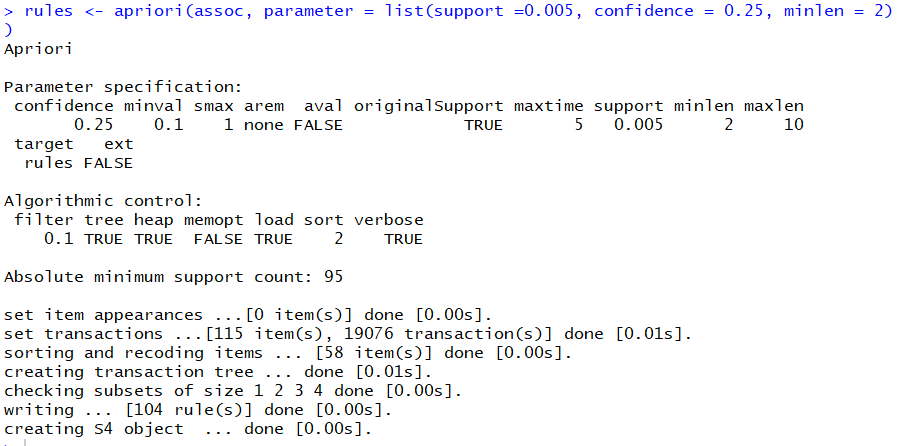 > rules <- apriori(assoc, parameter = list(support =0.005, confidence = 0.25, minlen = 2)
)
Apriori

Parameter specification:
 confidence minval smax arem  aval originalSupport maxtime support minlen maxlen
       0.25    0.1    1 none FALSE            TRUE       5   0.005      2     10
 target   ext
  rules FALSE

Algorithmic control:
 filter tree heap memopt load sort verbose
    0.1 TRUE TRUE  FALSE TRUE    2    TRUE

Absolute minimum support count: 95

set item appearances ...[0 item(s)] done [0.00s].
set transactions ...[115 item(s), 19076 transaction(s)] done [0.01s].
sorting and recoding items ... [58 item(s)] done [0.00s].
creating transaction tree ... done [0.01s].
checking subsets of size 1 2 3 4 done [0.00s].
writing ... [104 rule(s)] done [0.00s].
creating S4 object  ... done [0.00s].